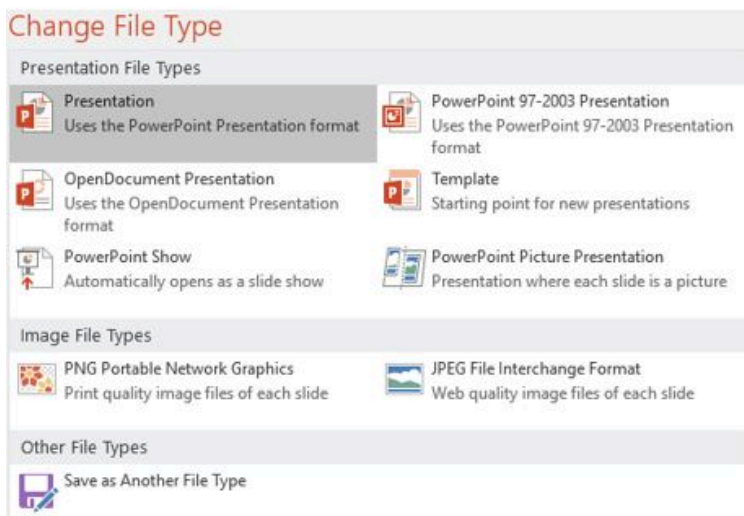 Change File Type
Presentation File Types
Presentation
Uses the PowerPoint Presentation format
PowerPoint 97-2003 Presentation
Uses the PowerPoint 97-2003 Presentation
format
OpenDocument Presentation
Uses the OpenDocument Presentation
format
Template
Starting point for new presentations
PowerPoint Show
Automatically opens as a slide show
PowerPoint Picture Presentation
Presentation where each slide is a picture
Image File Types
PNG Portable Network Graphics
Print quality image files of each slide
JPEG File Interchange Format
Web quality image files of each slide
Other File Types
Save as Another File Type